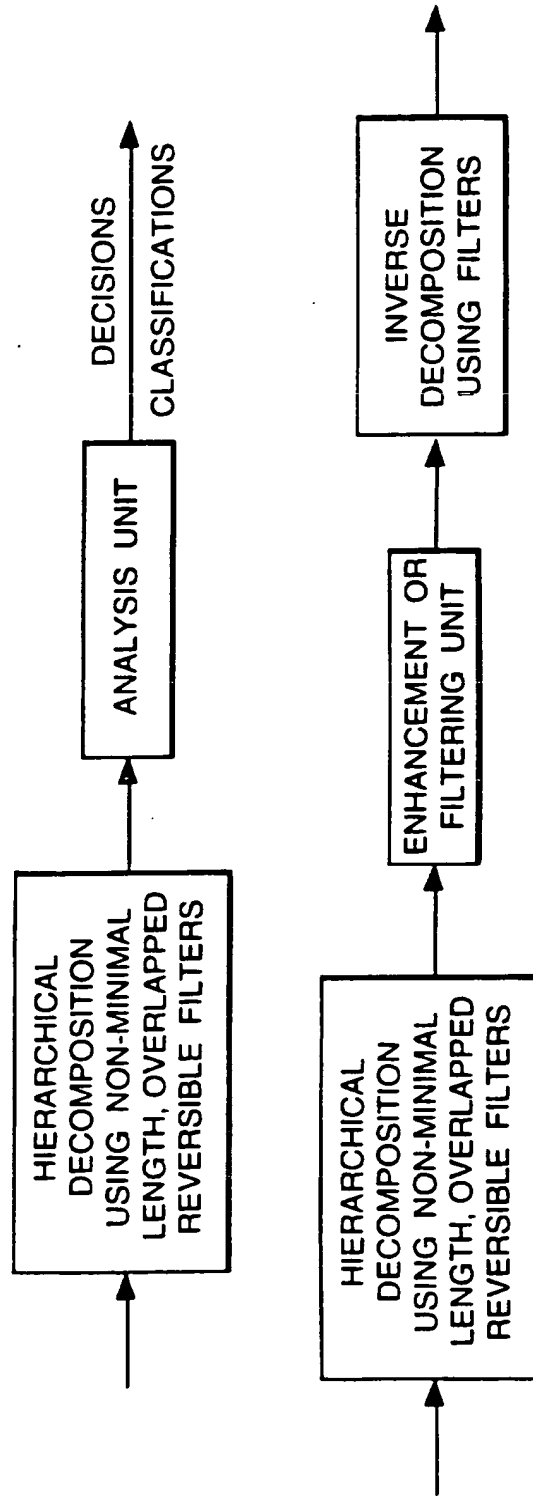 HIERARCHICAL
DECOMPOSITION
USING NON-MINIMAL
LENGTH, OVERLAPPED
REVERSIBLE FILTERS
ANALYSIS UNIT
DECISIONS
CLASSIFICATIONS
HIERARCHICAL
DECOMPOSITION
USING NON-MINIMAL
LENGTH, OVERLAPPED
REVERSIBLE FILTERS
ENHANCEMENT OR
FILTERING UNIT
INVERSE
DECOMPOSITION
USING FILTERS